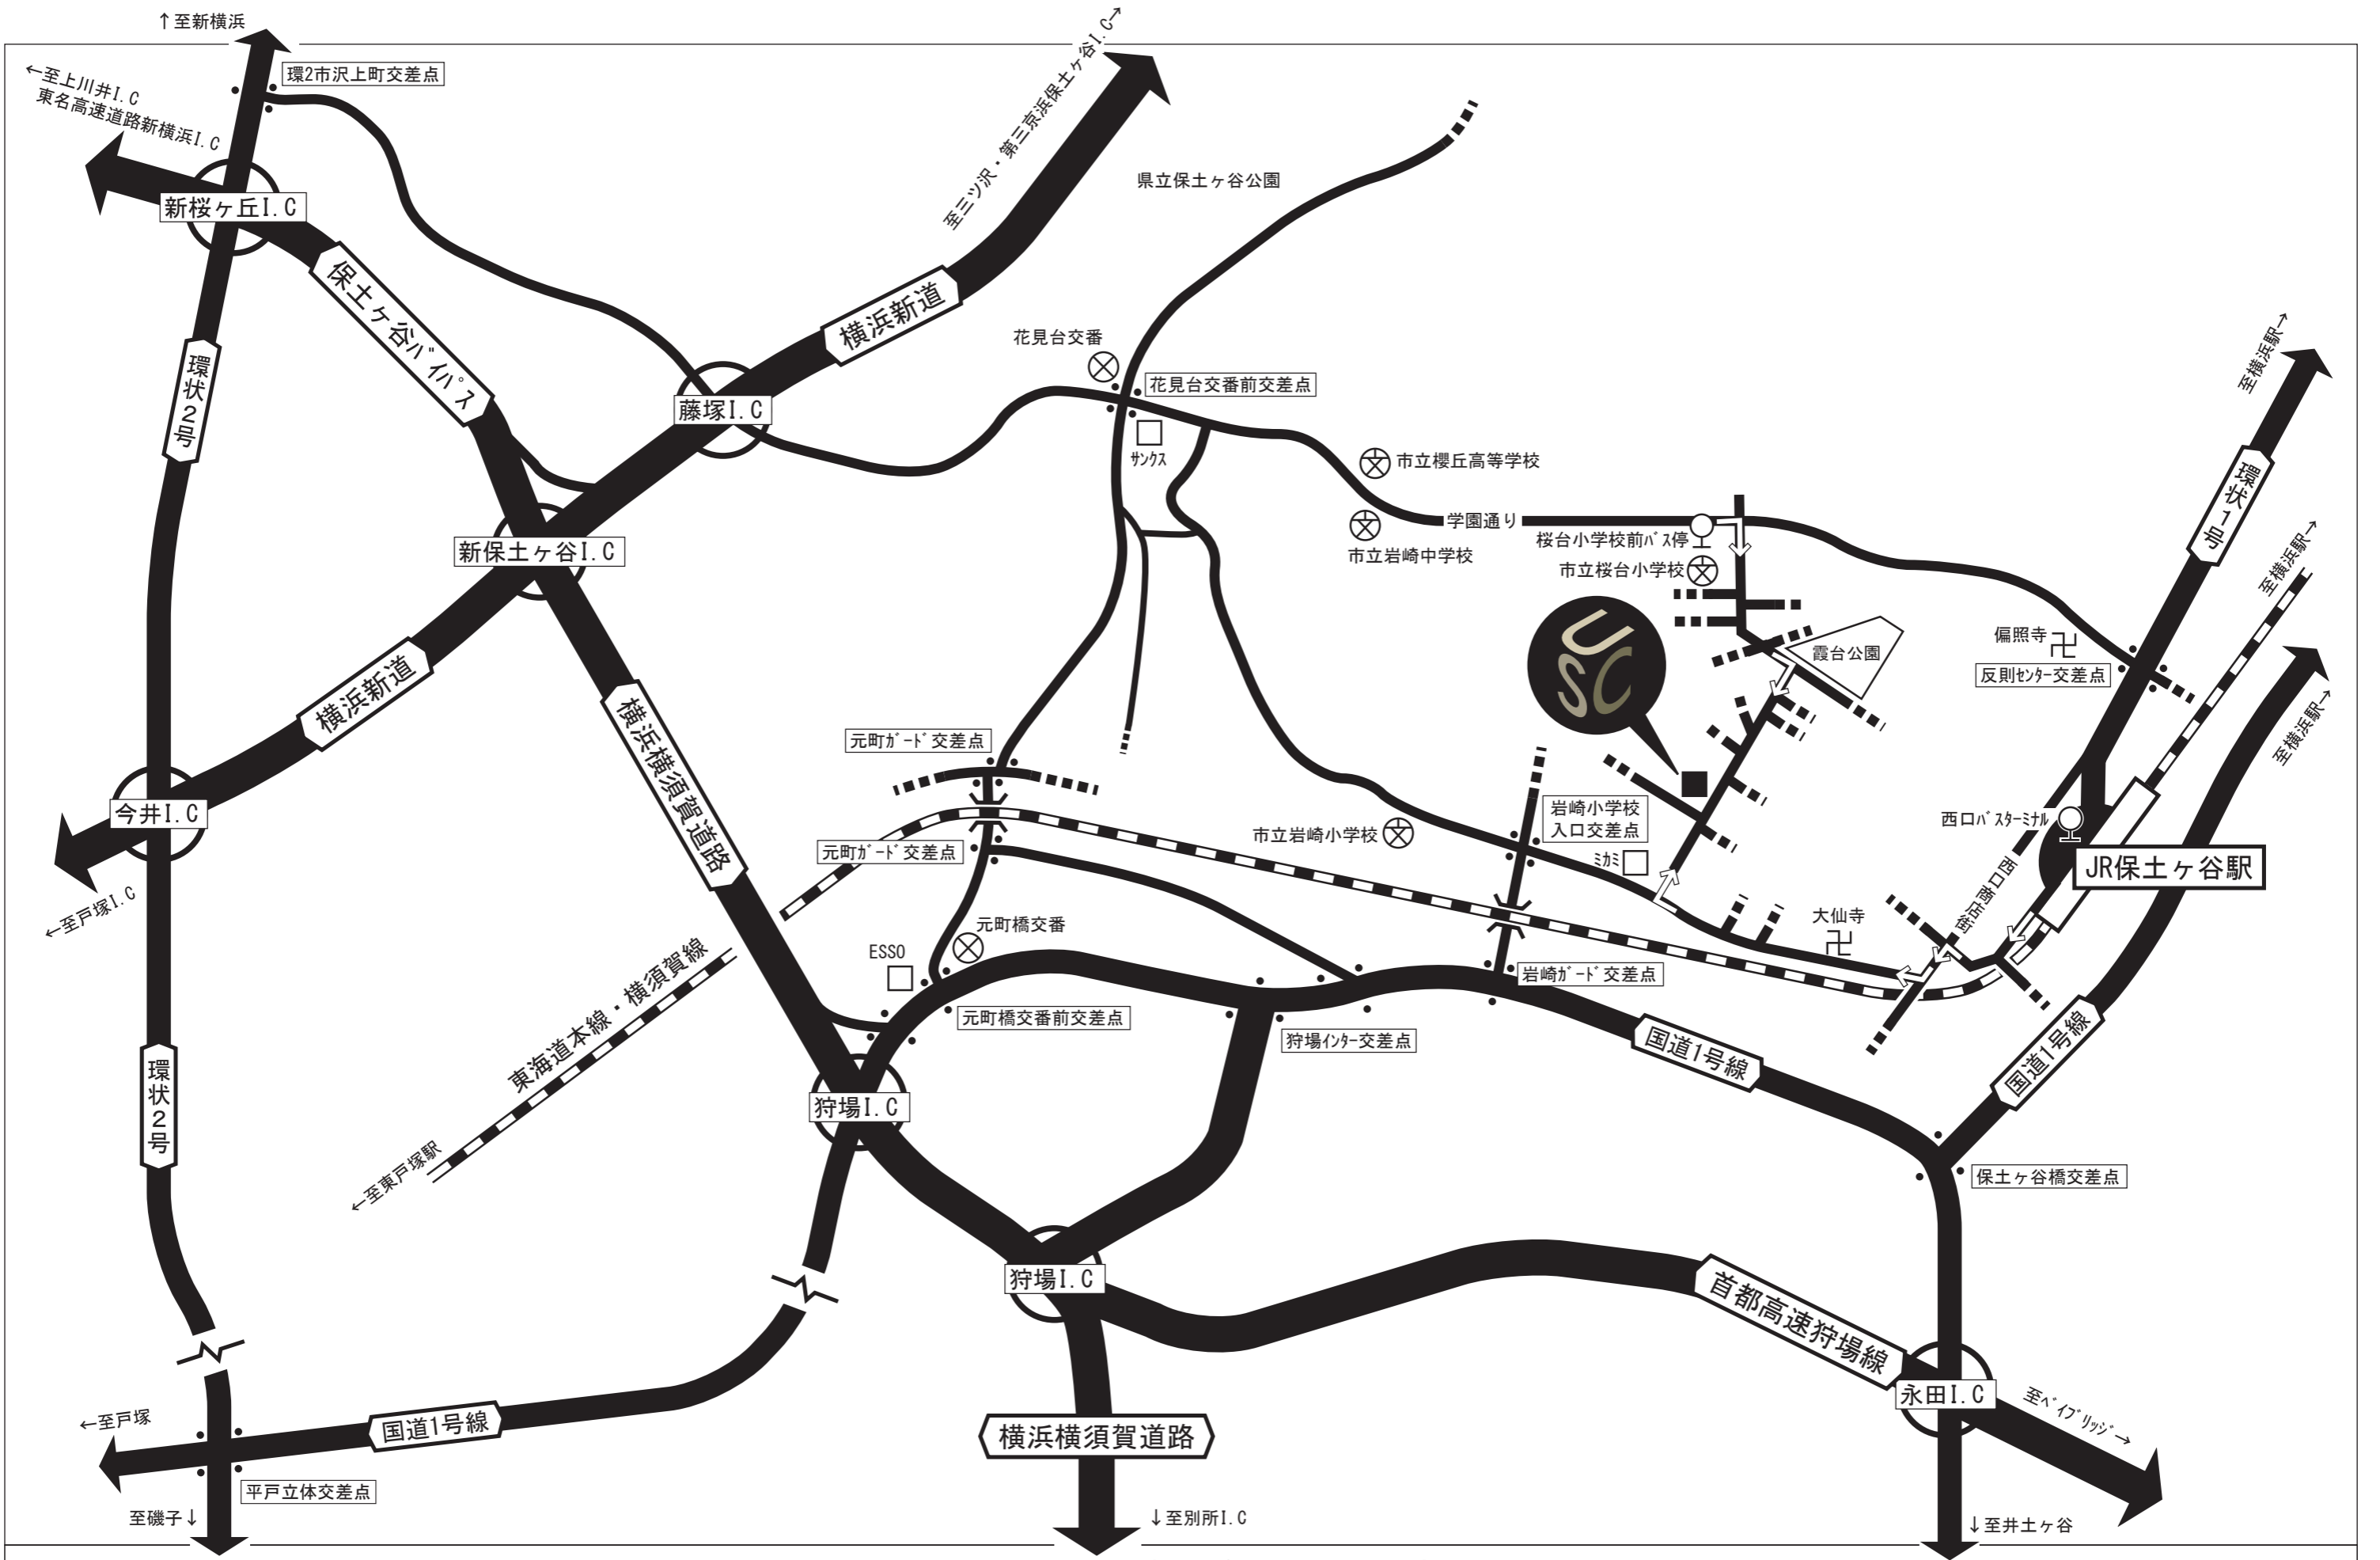 ↑至新横浜
環2市沢上町交差点
←至上川井I.C
東名高速道路新横浜I.C
至三ツ沢・第三京浜保土ヶ谷I.C→
県立保土ヶ谷公園
新桜ヶ丘I.C
保土ヶ谷バイパス
横浜新道
環状2号
藤塚I.C
花見台交番
花見台交番前交差点
サンクス
市立櫻丘高等学校
学園通り
市立岩崎中学校
桜台小学校前バス停
市立桜台小学校
至横浜駅→
環状1号
至横浜駅→
新保土ヶ谷I.C
USC
霞台公園
偏照寺
反則センター交差点
至横浜駅→
横浜新道
横浜横須賀道路
元町ガード交差点
今井I.C
岩崎小学校
入口交差点
市立岩崎小学校
ミカミ
西口バスターミナル
元町ガード交差点
JR保土ヶ谷駅
西口商店街
←至戸塚I.C
大仙寺
元町橋交番
ESSO
東海道本線・横須賀線
岩崎ガード交差点
元町橋交番前交差点
狩場インター交差点
国道1号線
国道1号線
環状2号
狩場I.C
←至東戸塚駅
保土ヶ谷橋交差点
狩場I.C
首都高速狩場線
永田I.C
至ベイブリッジ→
←至戸塚
国道1号線
横浜横須賀道路
平戸立体交差点
至磯子↓
↓至別所I.C
↓至井土ヶ谷